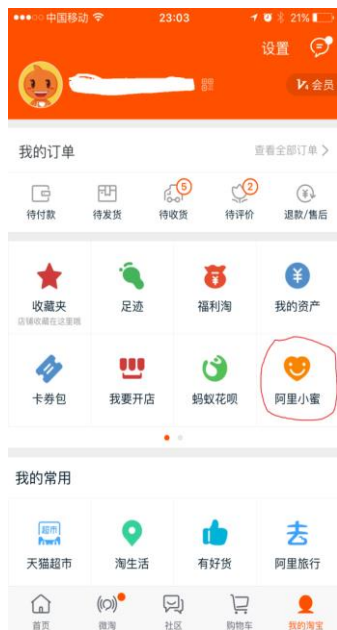 中国移动 23:03 21%
设置
V1 会员
我的订单 查看全部订单
待付款 待发货 5 待收货 2 待评价 退款/售后
收藏夹 足迹 福利淘 我的资产
店铺收藏在这里哦
卡券包 我要开店 蚂蚁花呗 阿里小蜜
我的常用
超市
天猫超市 淘生活 有好货 阿里旅行
首页 微淘 社区 购物车 我的淘宝